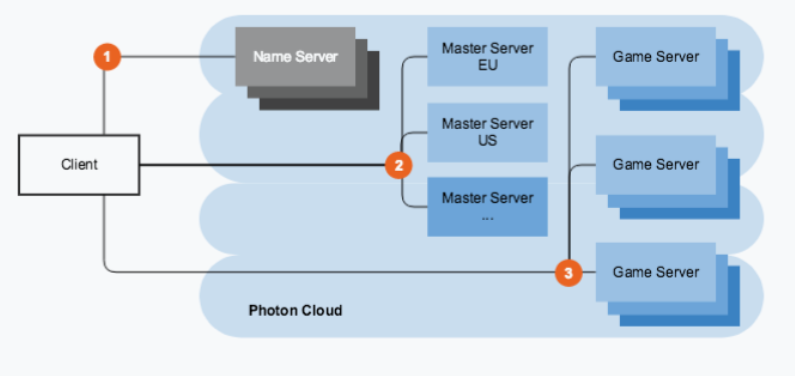 1
Name Server
Master Server
EU
Game Server
Master Server
US
Client
2
Game Server
Master Server
...
3
Game Server
Photon Cloud